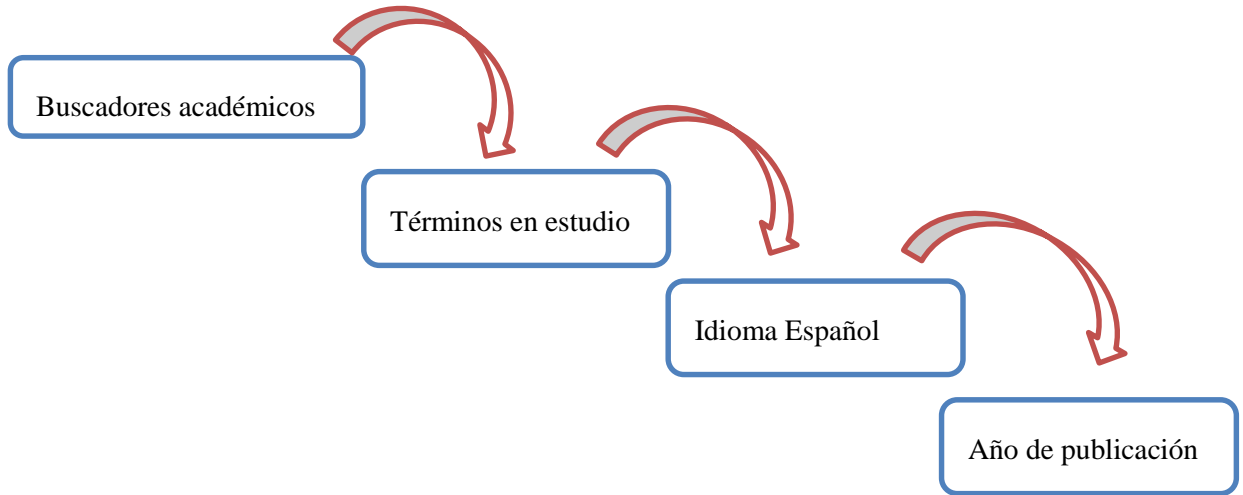 Buscadores académicos
Términos en estudio
Idioma Español
Año de publicación